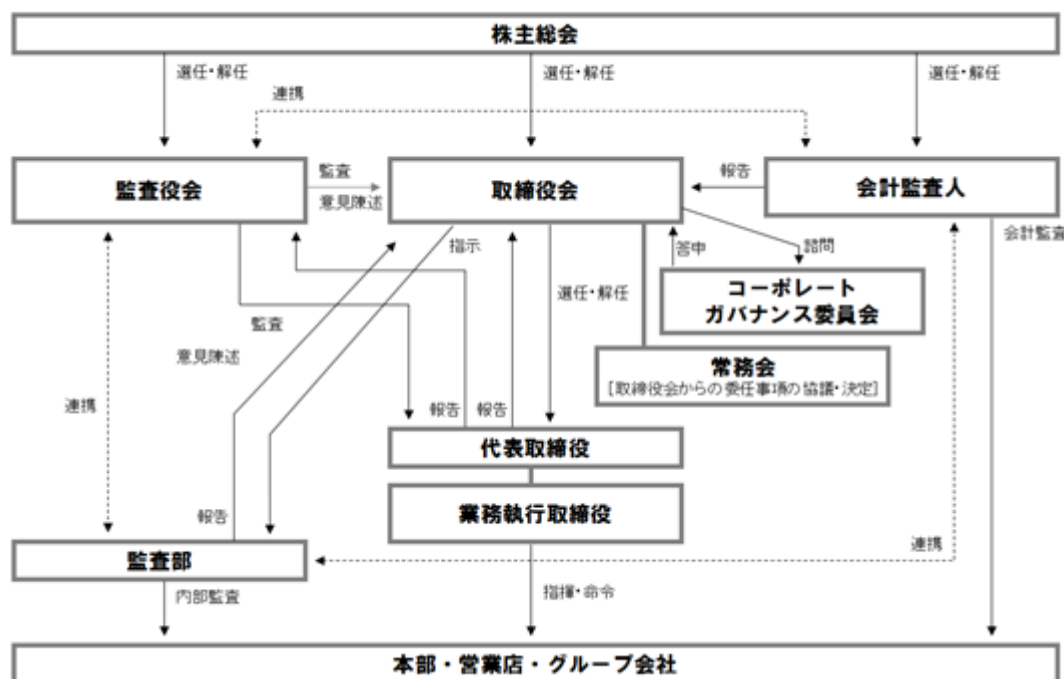 株主総会
選任・解任
選任・解任
選任・解任
連携
監査役会
監査
意見陳述
取締役会
報告
会計監査人
会計監査
指示
答申
諮問
コーポレート
ガバナンス委員会
選任・解任
監査
意見陳述
常務会
[取締役会からの委任事項の協議・決定]
連携
報告
報告
代表取締役
業務執行取締役
報告
監査部
連携
内部監査
指揮・命令
本部・営業店・グループ会社